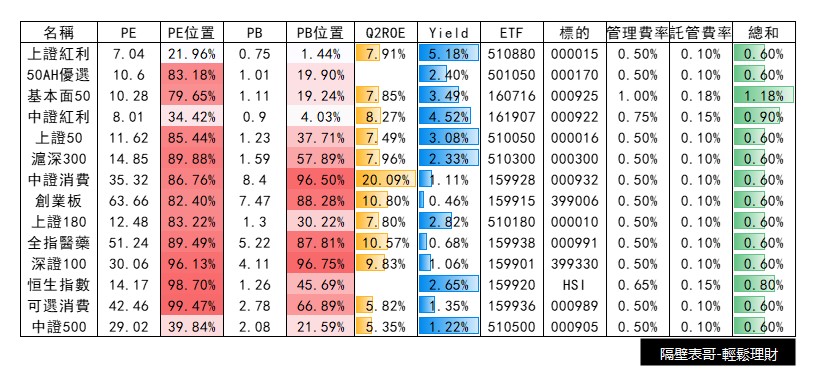 名稱 PE PE位置 PB PB位置 Q2ROE Yield ETF 標的 管理費率 託管費率 總和
上證紅利 7.04 21.96% 0.75 1.44% 7.91% 5.18% 510880 000015 0.50% 0.10% 0.60%
50AH優選 10.6 83.18% 1.01 19.90% 2.40% 501050 000170 0.50% 0.10% 0.60%
基本面50 10.28 79.65% 1.11 19.24% 7.85% 3.49% 160716 000925 1.00% 0.18% 1.18%
中證紅利 8.01 34.42% 0.9 4.03% 8.27% 4.52% 161907 000922 0.75% 0.15% 0.90%
上證50 11.62 85.44% 1.23 37.71% 7.49% 3.08% 510050 000016 0.50% 0.10% 0.60%
滬深300 14.85 89.88% 1.59 57.89% 7.96% 2.33% 510300 000300 0.50% 0.10% 0.60%
中證消費 35.32 86.76% 8.4 96.50% 20.09% 1.11% 159928 000932 0.50% 0.10% 0.60%
創業板 63.66 82.40% 7.47 88.28% 10.80% 0.46% 159915 399006 0.50% 0.10% 0.60%
上證180 12.48 83.22% 1.3 30.22% 7.80% 2.82% 510180 000010 0.50% 0.10% 0.60%
全指醫藥 51.24 89.49% 5.22 87.81% 10.57% 0.68% 159938 000991 0.50% 0.10% 0.60%
深證100 30.06 96.13% 4.11 96.75% 9.83% 1.06% 159901 399330 0.50% 0.10% 0.60%
恒生指數 14.17 98.70% 1.26 45.69% 2.65% 159920 HSI 0.65% 0.15% 0.80%
可選消費 42.46 99.47% 2.78 66.89% 5.82% 1.35% 159936 000989 0.50% 0.10% 0.60%
中證500 29.02 39.84% 2.08 21.59% 5.35% 1.22% 510500 000905 0.50% 0.10% 0.60%
隔壁表哥-輕鬆理財